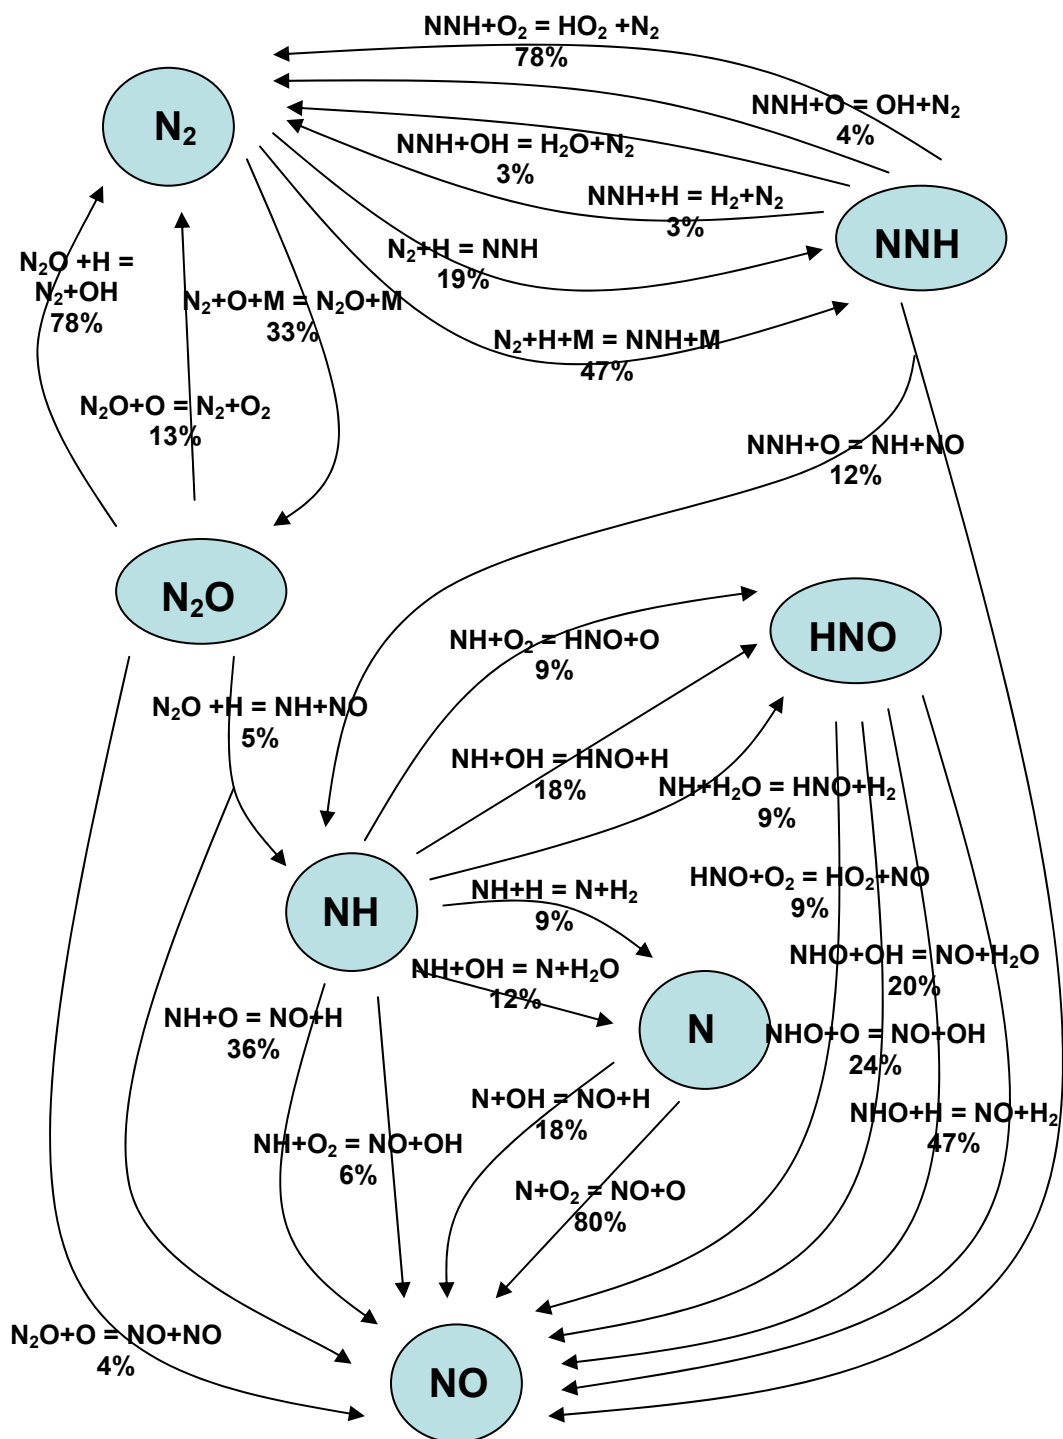 NNH+O₂ = HO₂ +N₂
78%
N₂
NNH+O = OH+N₂
4%
NNH+OH = H₂O+N₂
3%
NNH+H = H₂+N₂
3%
NNH
N₂+H = NNH
19%
N₂O +H =
N₂+OH
78%
N₂+O+M = N₂O+M
33%
N₂+H+M = NNH+M
47%
N₂O+O = N₂+O₂
13%
NNH+O = NH+NO
12%
N₂O
HNO
NH+O₂ = HNO+O
9%
N₂O +H = NH+NO
5%
NH+OH = HNO+H
18%
NH+H₂O = HNO+H₂
9%
HNO+O₂ = HO₂+NO
9%
NH
NH+H = N+H₂
9%
NHO+OH = NO+H₂O
20%
NH+OH = N+H₂O
12%
NH+O = NO+H
36%
N
NHO+O = NO+OH
24%
N+OH = NO+H
18%
NHO+H = NO+H₂
47%
NH+O₂ = NO+OH
6%
N+O₂ = NO+O
80%
N₂O+O = NO+NO
4%
NO